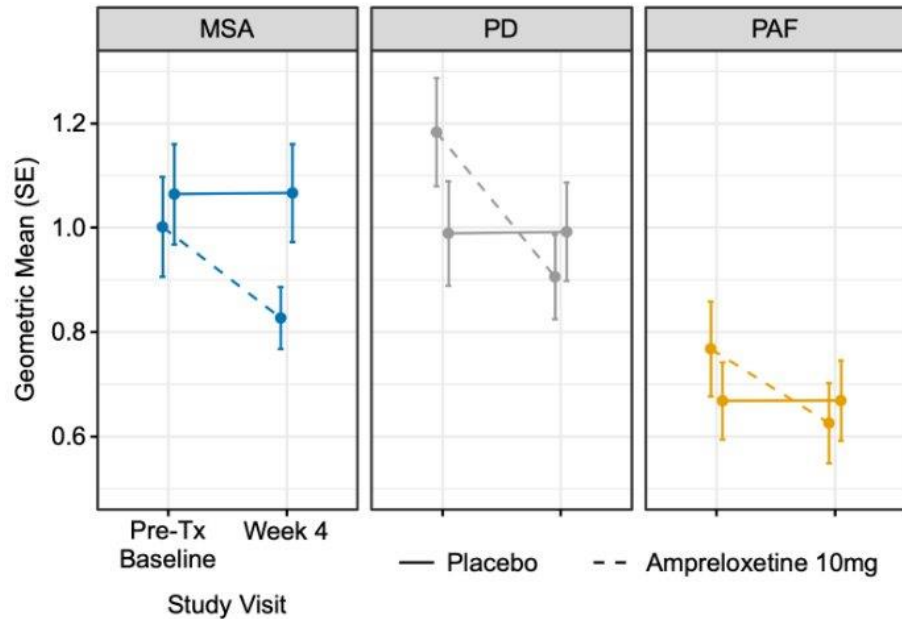 MSA
PD
PAF
Geometric Mean (SE)
1.2
1.0
0.8
0.6
Pre-Tx
Baseline
Week 4
Study Visit
Placebo
Ampreloxetine 10mg